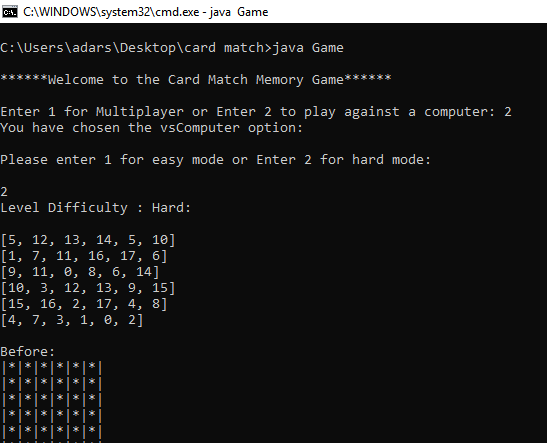 C:\WINDOWS\system32\cmd.exe - java  Game
C:\Users\adars\Desktop\card match>java Game
******Welcome to the Card Match Memory Game******
Enter 1 for Multiplayer or Enter 2 to play against a computer: 2
You have chosen the vsComputer option:
Please enter 1 for easy mode or Enter 2 for hard mode:
2
Level Difficulty : Hard:
[5, 12, 13, 14, 5, 10]
[1, 7, 11, 16, 17, 6]
[9, 11, 0, 8, 6, 14]
[10, 3, 12, 13, 9, 15]
[15, 16, 2, 17, 4, 8]
[4, 7, 3, 1, 0, 2]
Before:
|*|*|*|*|*|*|
|*|*|*|*|*|*|
|*|*|*|*|*|*|
|*|*|*|*|*|*|
|*|*|*|*|*|*|